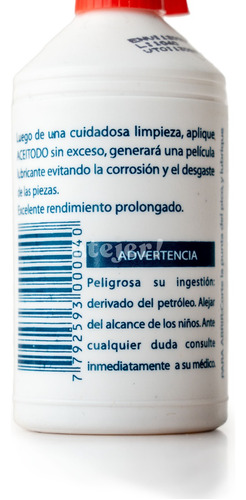 Luego de una cuidadosa limpieza, aplique
ACEITODO sin exceso, generará una película
lubricante evitando la corrosión y el desgaste
de las piezas.
Excelente rendimiento prolongado.
tejer!
ADVERTENCIA
Peligrosa su ingestión:
derivado del petróleo. Alejar
del alcance de los niños. Ante
cualquier duda consulte
inmediatamente a su médico.
7 792593 000040